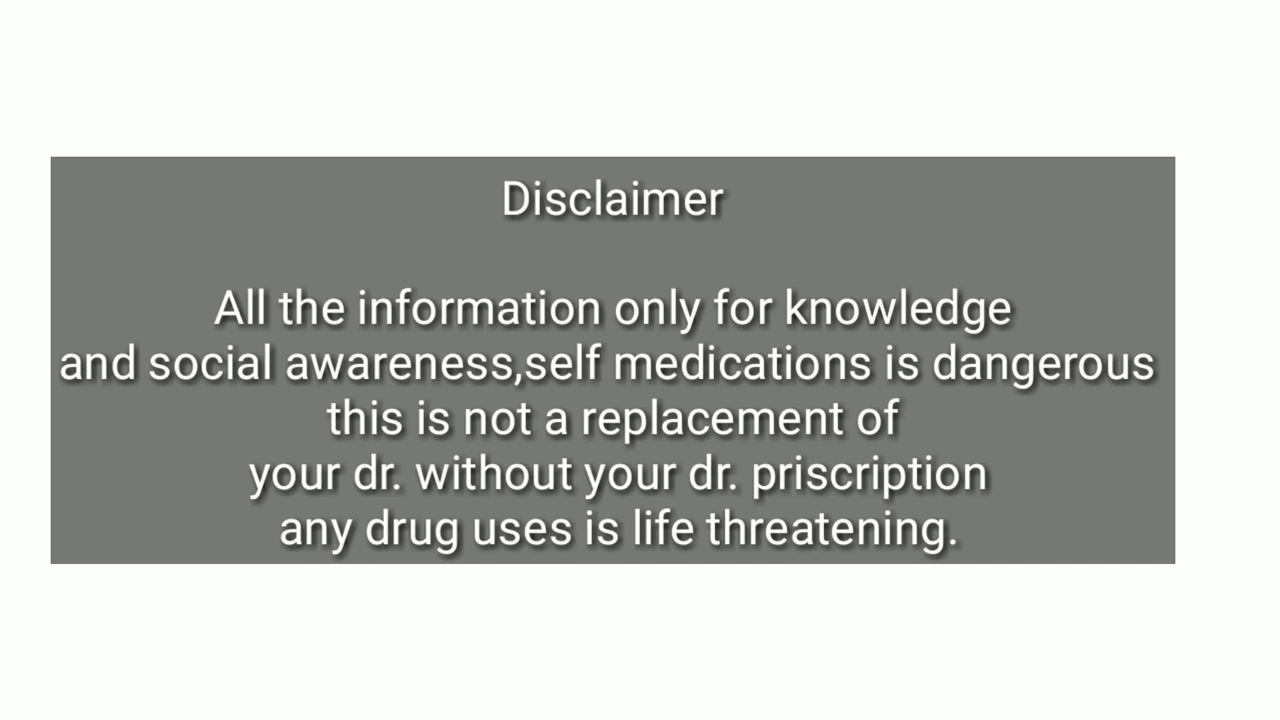 Disclaimer
All the information only for knowledge
and social awareness,self medications is dangerous
this is not a replacement of
your dr. without your dr. priscription
any drug uses is life threatening.